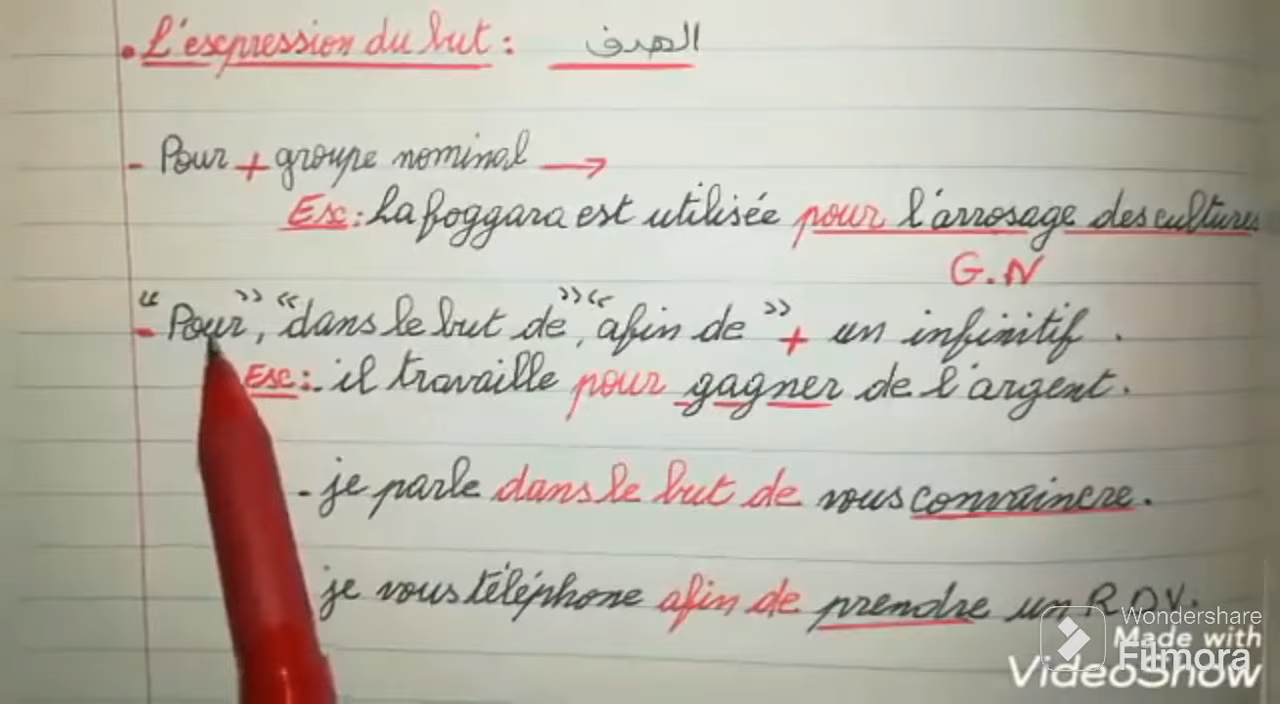 . L'expression du but : الهدف
- Pour + groupe nominal →
Ex : La foggara est utilisée pour l'arrosage des cultures
G.N
- "Pour", "dans le but de", "afin de" + un infinitif .
Ex : il travaille pour gagner de l'argent.
- je parle dans le but de vous convaincre.
je vous téléphone afin de prendre un R.D.V.
Wondershare
Filmora
Made with
VideoShow